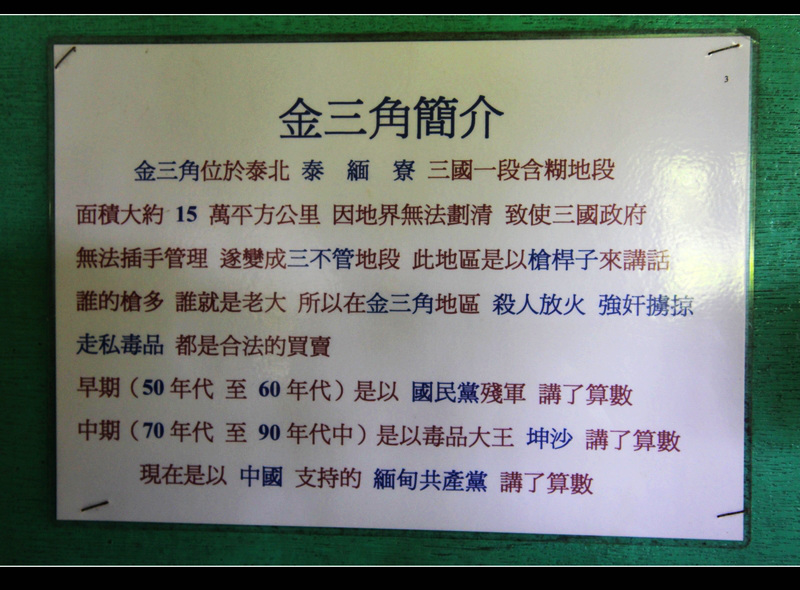 3
金三角簡介
金三角位於泰北 泰 緬 寮 三國一段含糊地段
面積大約 15 萬平方公里 因地界無法劃清 致使三國政府
無法插手管理 遂變成三不管地段 此地區是以槍桿子來講話
誰的槍多 誰就是老大 所以在金三角地區 殺人放火 強奸擄掠
走私毒品 都是合法的買賣
早期（50 年代 至 60 年代）是以 國民黨殘軍 講了算數
中期（70 年代 至 90 年代中）是以毒品大王 坤沙 講了算數
現在是以 中國 支持的 緬甸共產黨 講了算數